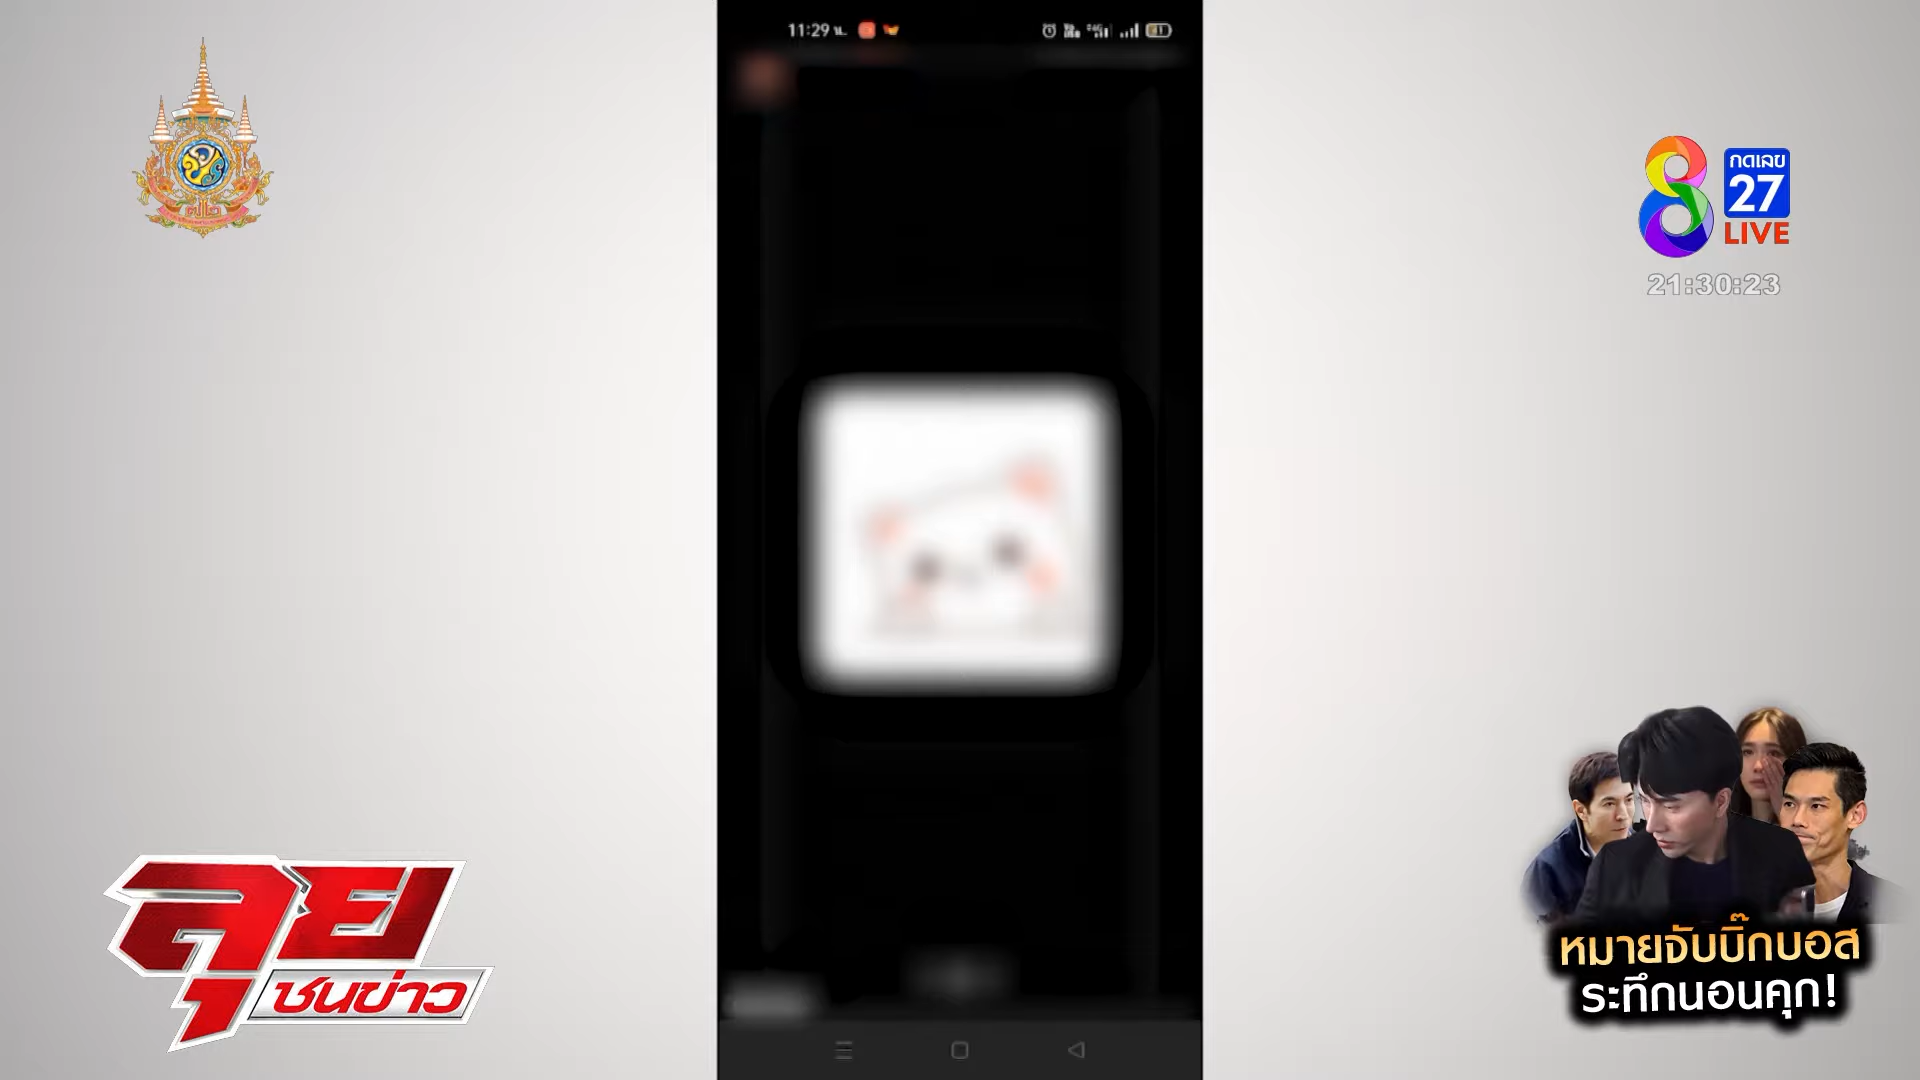 11:29 น.
กดเลข
27
LIVE
21:30:23
ลุย
ชนข่าว
หมายจับบิ๊กบอส
ระทึกนอนคุก!